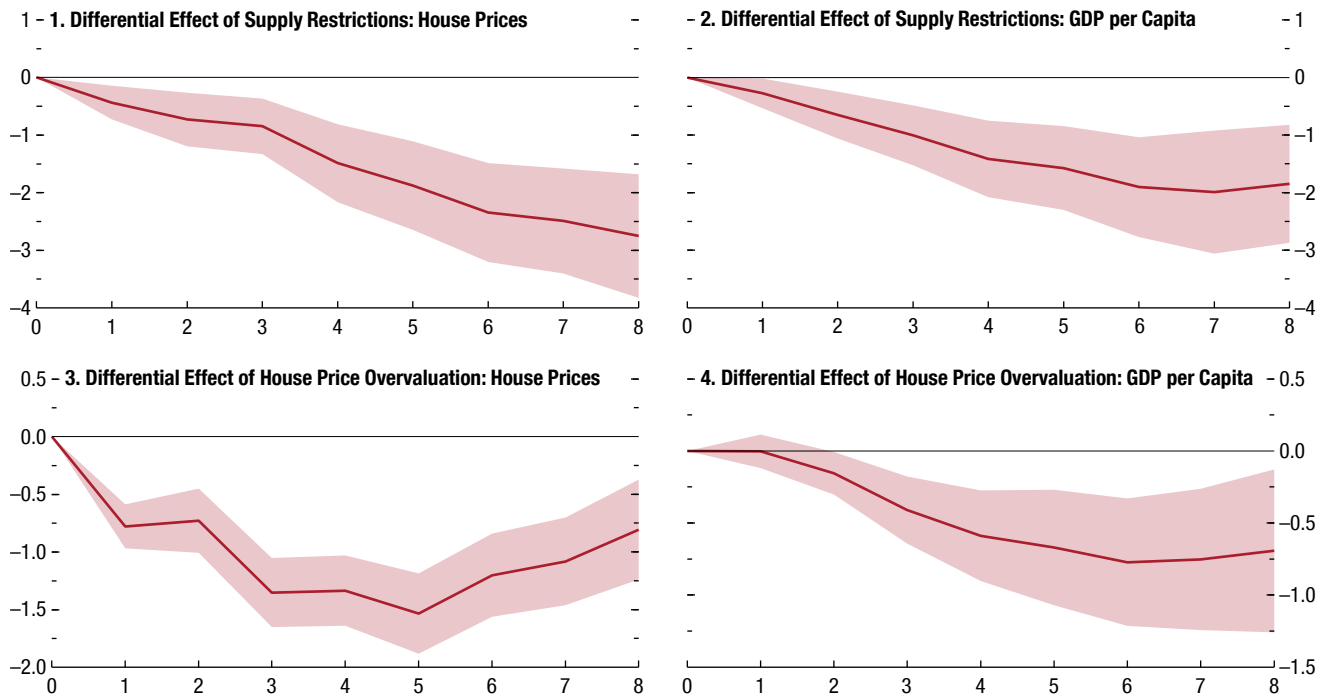 1. Differential Effect of Supply Restrictions: House Prices
1
0
–1
–2
–3
–4
0 1 2 3 4 5 6 7 8
2. Differential Effect of Supply Restrictions: GDP per Capita
1
0
–1
–2
–3
–4
0 1 2 3 4 5 6 7 8
3. Differential Effect of House Price Overvaluation: House Prices
0.5
0.0
–0.5
–1.0
–1.5
–2.0
0 1 2 3 4 5 6 7 8
4. Differential Effect of House Price Overvaluation: GDP per Capita
0.5
0.0
–0.5
–1.0
–1.5
0 1 2 3 4 5 6 7 8